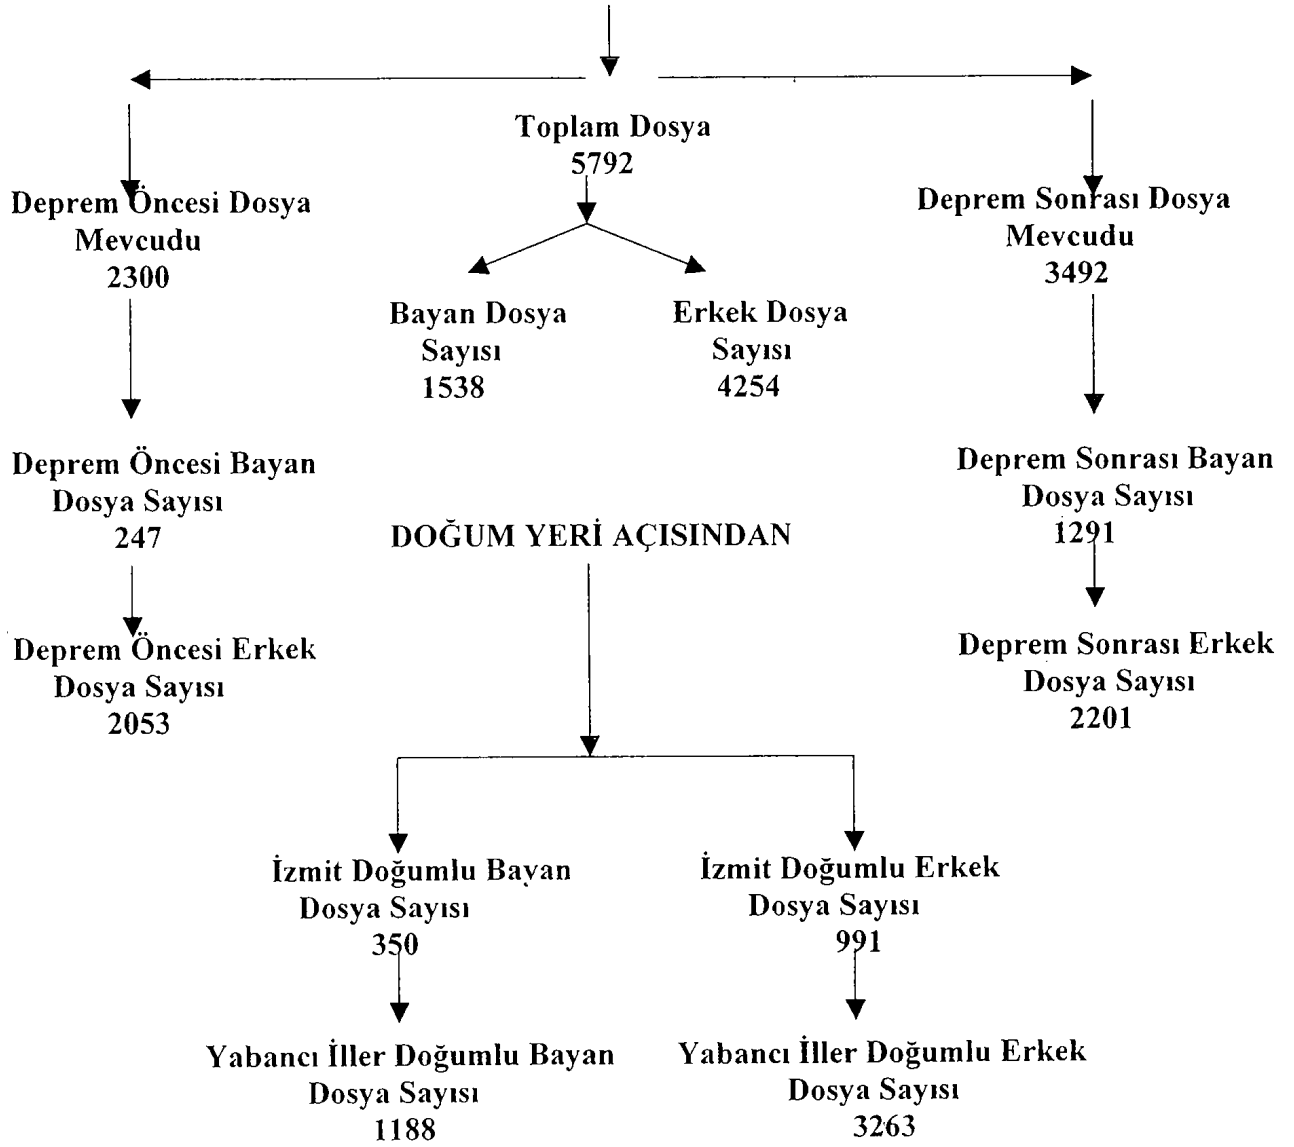 Toplam Dosya
5792
Deprem Öncesi Dosya
Mevcudu
2300
Deprem Sonrası Dosya
Mevcudu
3492
Bayan Dosya
Sayısı
1538
Erkek Dosya
Sayısı
4254
Deprem Öncesi Bayan
Dosya Sayısı
247
Deprem Sonrası Bayan
Dosya Sayısı
1291
DOĞUM YERİ AÇISINDAN
Deprem Öncesi Erkek
Dosya Sayısı
2053
Deprem Sonrası Erkek
Dosya Sayısı
2201
İzmit Doğumlu Bayan
Dosya Sayısı
350
İzmit Doğumlu Erkek
Dosya Sayısı
991
Yabancı İller Doğumlu Bayan
Dosya Sayısı
1188
Yabancı İller Doğumlu Erkek
Dosya Sayısı
3263